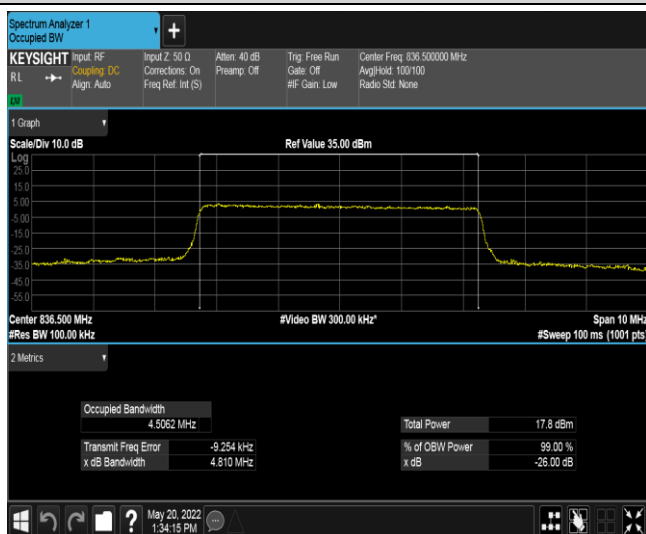 Spectrum Analyzer 1
Occupied BW
+
KEYSIGHT Input: RF Input Z: 50 Ω Atten: 40 dB Trig: Free Run Center Freq: 836.500000 MHz
RL Coupling: DC Corrections: On Preamp: Off Gate: Off Avg|Hold: 100/100
Align: Auto Freq Ref: Int (S) #IF Gain: Low Radio Std: None
1 Graph
Scale/Div 10.0 dB Ref Value 35.00 dBm
Log
25.0
15.0
5.00
-5.00
-15.0
-25.0
-35.0
-45.0
-55.0
Center 836.500 MHz #Video BW 300.00 kHz* Span 10 MHz
#Res BW 100.00 kHz #Sweep 100 ms (1001 pts)
2 Metrics
Occupied Bandwidth
4.5062 MHz Total Power 17.8 dBm
Transmit Freq Error -9.254 kHz % of OBW Power 99.00 %
x dB Bandwidth 4.810 MHz x dB -26.00 dB
? May 20, 2022
1:34:15 PM